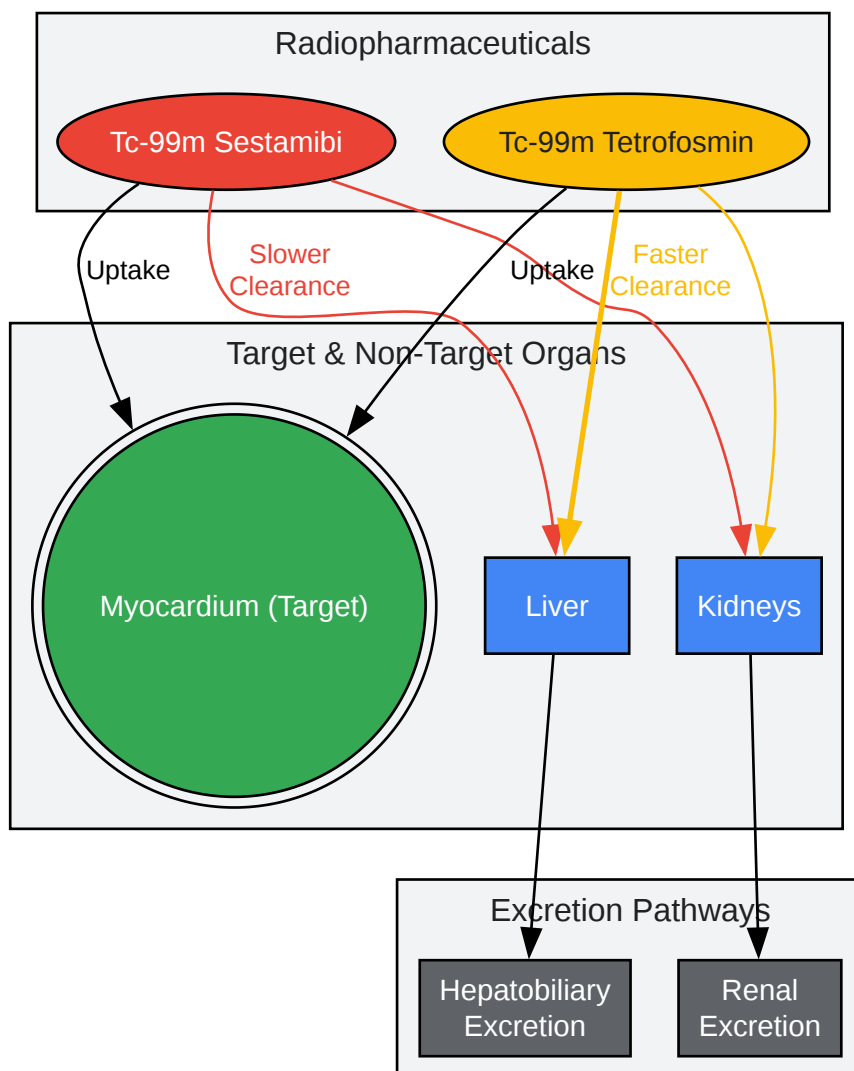 Radiopharmaceuticals
Tc-99m Sestamibi
Tc-99m Tetrofosmin
Uptake
Slower
Clearance
Uptake
Faster
Clearance
Target & Non-Target Organs
Myocardium (Target)
Liver
Kidneys
Excretion Pathways
Hepatobiliary
Excretion
Renal
Excretion